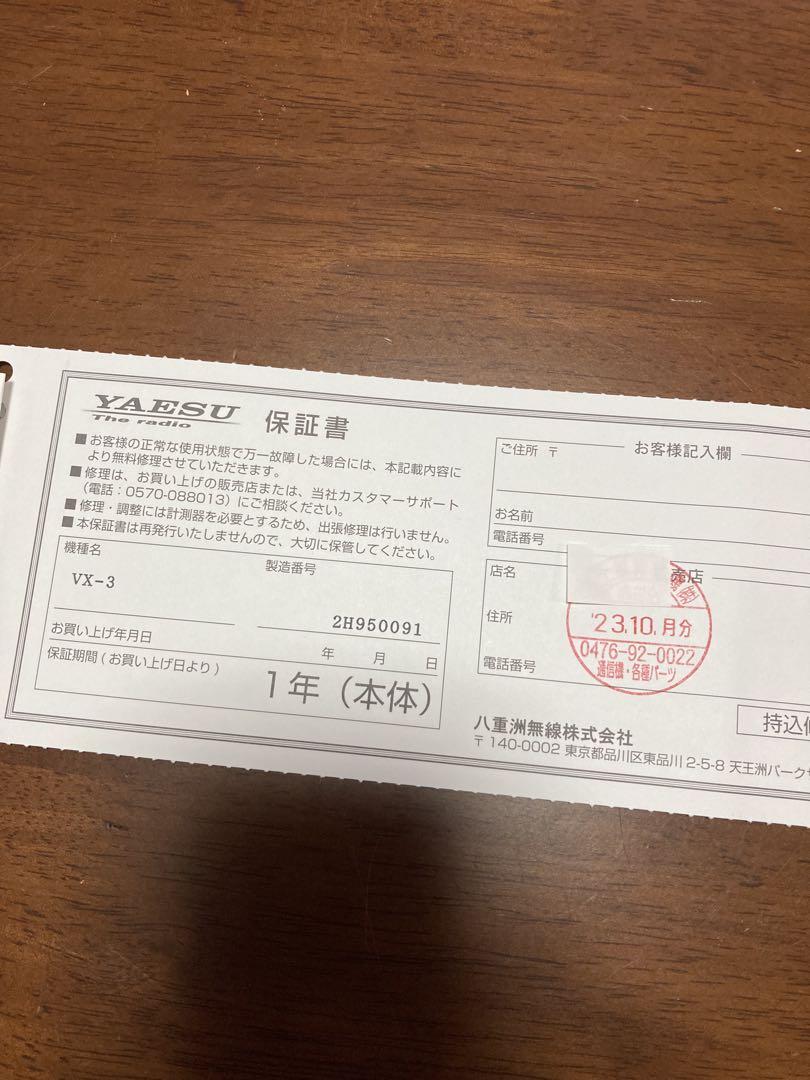 YAESU
The radio
保証書
■お客様の正常な使用状態で万一故障した場合には、本記載内容に
より無料修理させていただきます。
■修理は、お買い上げの販売店または、当社カスタマーサポート
（電話：0570-088013）にご相談ください。
■修理・調整には計測器を必要とするため、出張修理は行いません。
■本保証書は再発行いたしませんので、大切に保管してください。
機種名
VX-3
製造番号
2H950091
お買い上げ年月日
年 月 日
保証期間(お買い上げ日より)
1年（本体）
お客様記入欄
ご住所 〒
お名前
電話番号
売店
店名
住所
電話番号
'23.10.月分
0476-92-0022
通信機・各種パーツ
持込
八重洲無線株式会社
〒140-0002 東京都品川区東品川2-5-8 天王洲パーク